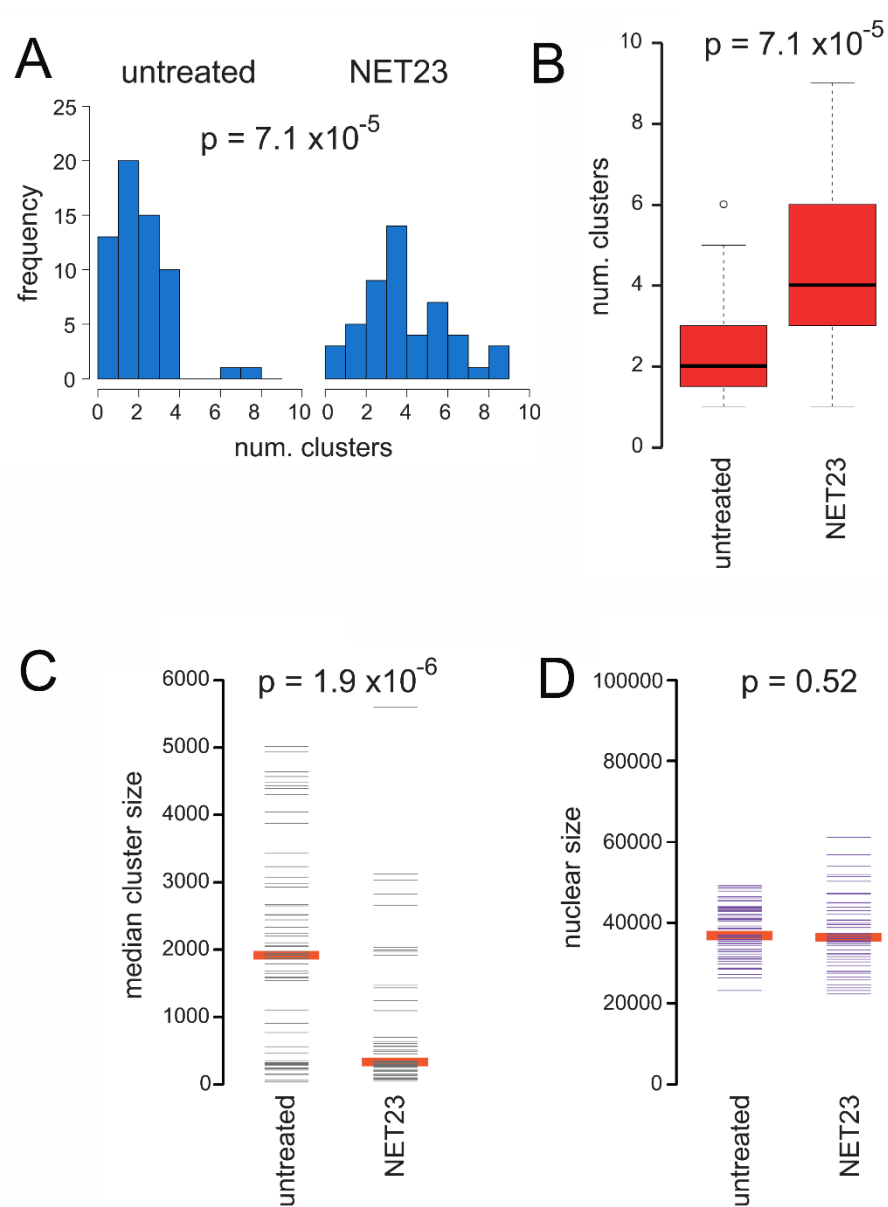 A
untreated
NET23
p = 7.1 x10-5
frequency
25
20
15
10
5
0
0 2 4 6 8 10
0 2 4 6 8 10
num. clusters
B
p = 7.1 x10-5
num. clusters
10
8
6
4
2
0
untreated
NET23
C
p = 1.9 x10-6
median cluster size
6000
5000
4000
3000
2000
1000
0
untreated
NET23
D
p = 0.52
nuclear size
100000
80000
60000
40000
20000
0
untreated
NET23